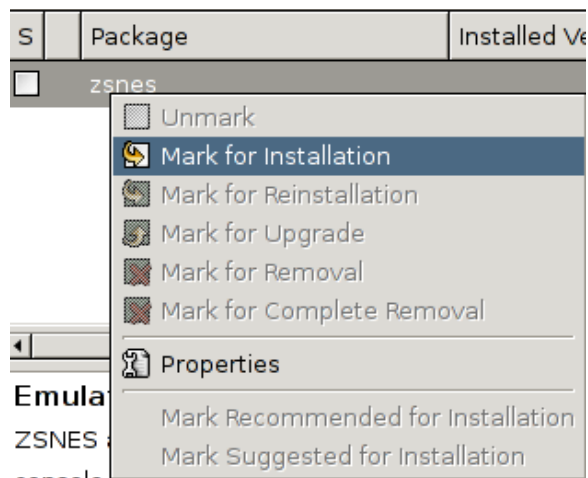 S Package Installed Ve
zsnes
Unmark
Mark for Installation
Mark for Reinstallation
Mark for Upgrade
Mark for Removal
Mark for Complete Removal
Properties
Emula
Mark Recommended for Installation
ZSNES
Mark Suggested for Installation